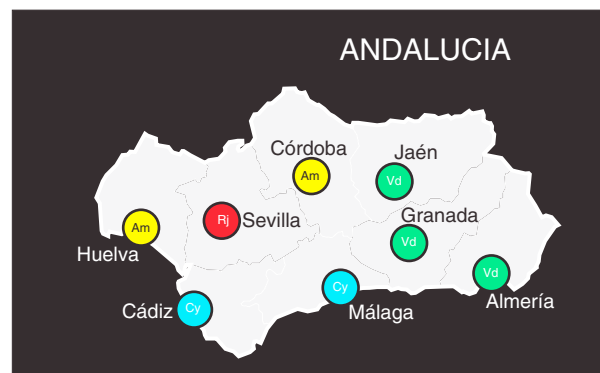 ANDALUCIA
Córdoba
Jaén
Am
Vd
Granada
Rj
Sevilla
Am
Vd
Huelva
Vd
Cy
Almería
Cádiz
Cy
Málaga